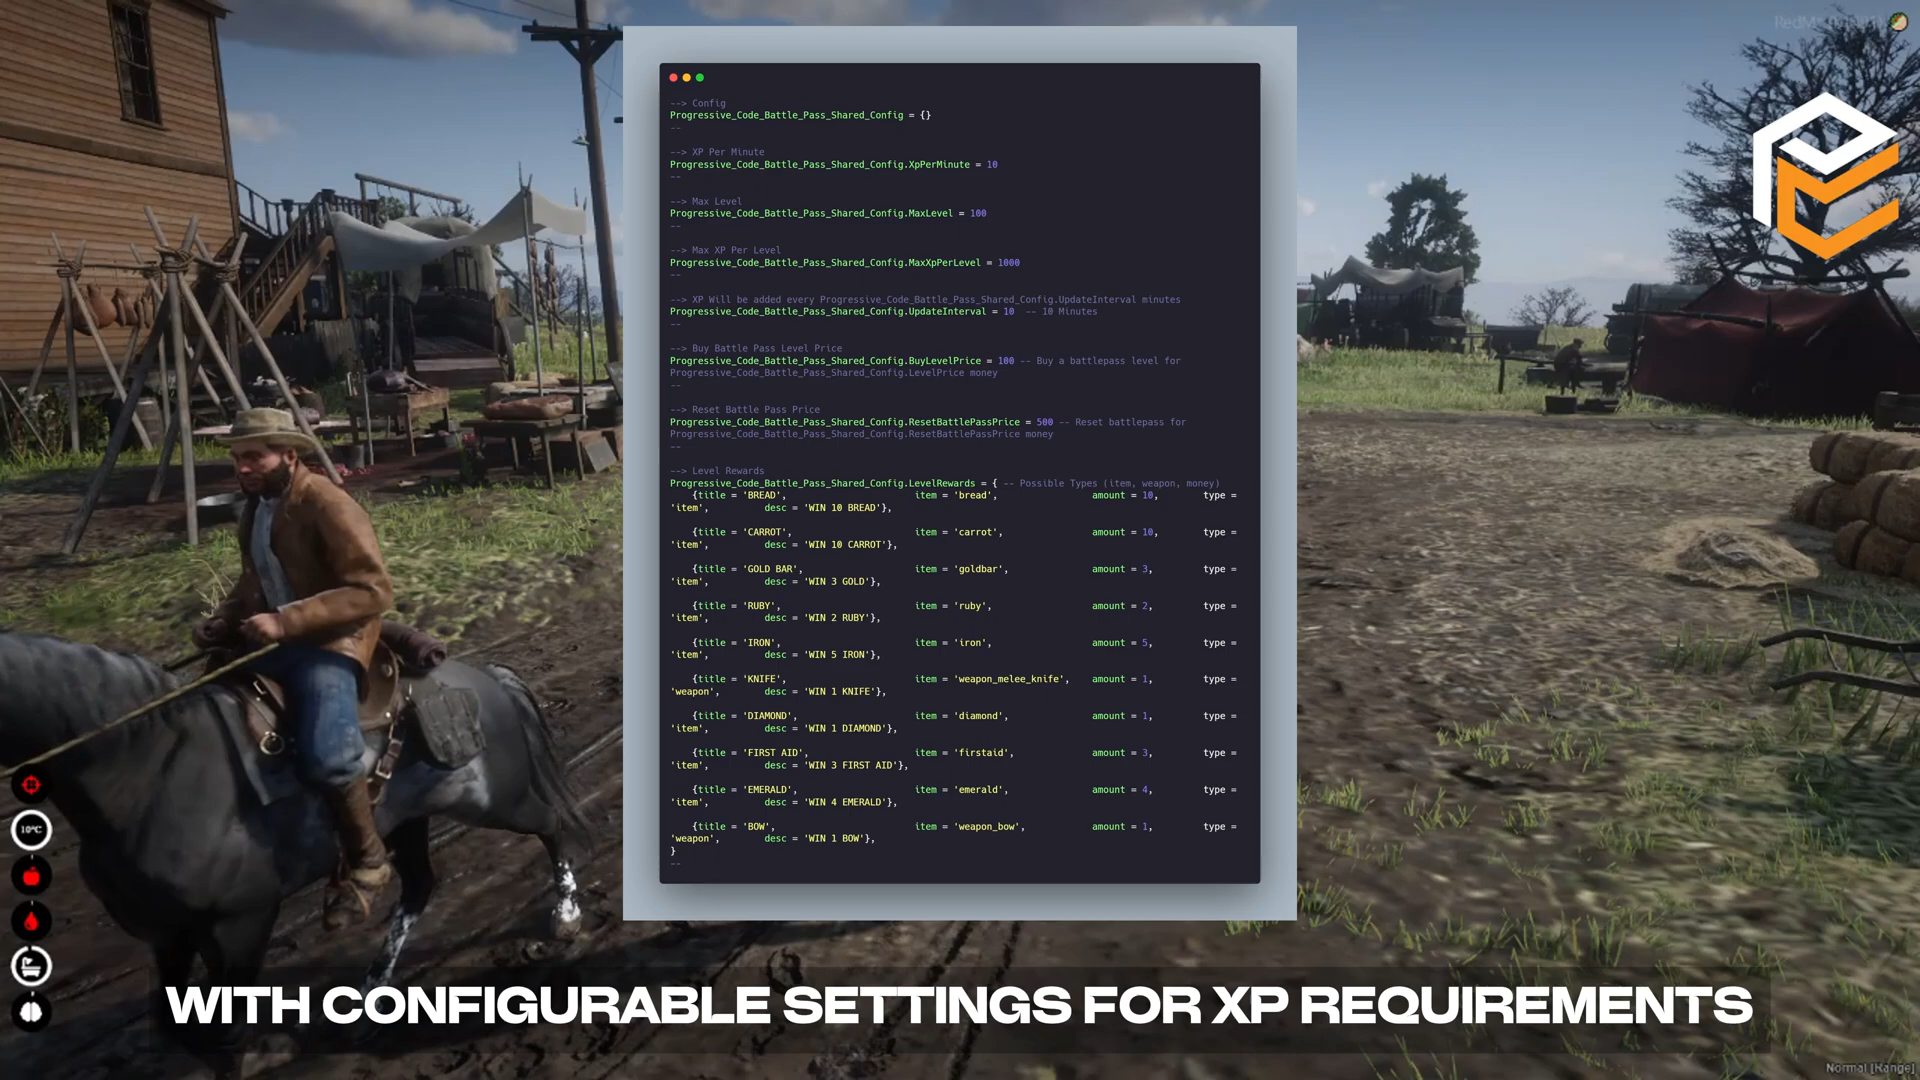 RedM
--> Config
Progressive_Code_Battle_Pass_Shared_Config = {}
--
--> XP Per Minute
Progressive_Code_Battle_Pass_Shared_Config.XpPerMinute = 10
--
--> Max Level
Progressive_Code_Battle_Pass_Shared_Config.MaxLevel = 100
--
--> Max XP Per Level
Progressive_Code_Battle_Pass_Shared_Config.MaxXpPerLevel = 1000
--
--> XP Will be added every Progressive_Code_Battle_Pass_Shared_Config.UpdateInterval minutes
Progressive_Code_Battle_Pass_Shared_Config.UpdateInterval = 10 -- 10 Minutes
--
--> Buy Battle Pass Level Price
Progressive_Code_Battle_Pass_Shared_Config.BuyLevelPrice = 100 -- Buy a battlepass level for
Progressive_Code_Battle_Pass_Shared_Config.LevelPrice money
--
--> Reset Battle Pass Price
Progressive_Code_Battle_Pass_Shared_Config.ResetBattlePassPrice = 500 -- Reset battlepass for
Progressive_Code_Battle_Pass_Shared_Config.ResetBattlePassPrice money
--
--> Level Rewards
Progressive_Code_Battle_Pass_Shared_Config.LevelRewards = { -- Possible Types (item, weapon, money)
{title = 'BREAD', item = 'bread', amount = 10, type =
'item', desc = 'WIN 10 BREAD'},
{title = 'CARROT', item = 'carrot', amount = 10, type =
'item', desc = 'WIN 10 CARROT'},
{title = 'GOLD BAR', item = 'goldbar', amount = 3, type =
'item', desc = 'WIN 3 GOLD'},
{title = 'RUBY', item = 'ruby', amount = 2, type =
'item', desc = 'WIN 2 RUBY'},
{title = 'IRON', item = 'iron', amount = 5, type =
'item', desc = 'WIN 5 IRON'},
{title = 'KNIFE', item = 'weapon_melee_knife', amount = 1, type =
'weapon', desc = 'WIN 1 KNIFE'},
{title = 'DIAMOND', item = 'diamond', amount = 1, type =
'item', desc = 'WIN 1 DIAMOND'},
{title = 'FIRST AID', item = 'firstaid', amount = 3, type =
'item', desc = 'WIN 3 FIRST AID'},
{title = 'EMERALD', item = 'emerald', amount = 4, type =
'item', desc = 'WIN 4 EMERALD'},
{title = 'BOW', item = 'weapon_bow', amount = 1, type =
'weapon', desc = 'WIN 1 BOW'},
}
--
10°C
WITH CONFIGURABLE SETTINGS FOR XP REQUIREMENTS
Normal [Range]